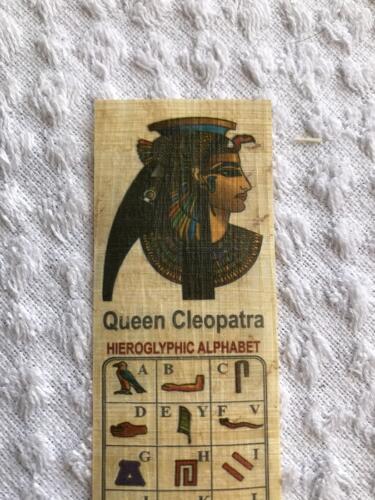 Queen Cleopatra
HIEROGLYPHIC ALPHABET
A B C
D E Y F V
G H I